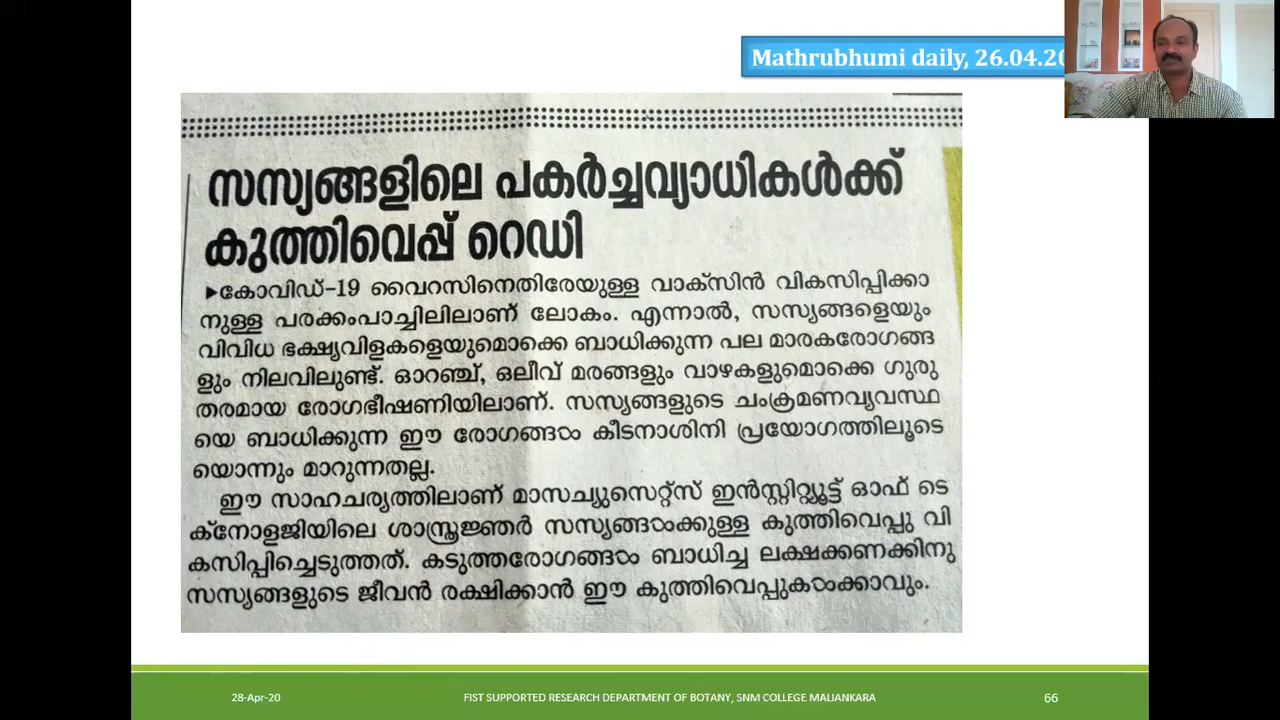 Mathrubhumi daily, 26.04.20
സസ്യങ്ങളിലെ പകർച്ചവ്യാധികൾക്ക്
കുത്തിവെപ്പ് റെഡി
▶കോവിഡ്-19 വൈറസിനെതിരേയുള്ള വാക്സിൻ വികസിപ്പിക്കാ
നുള്ള പരക്കംപാച്ചിലിലാണ് ലോകം. എന്നാൽ, സസ്യങ്ങളെയും
വിവിധ ഭക്ഷ്യവിളകളെയുമൊക്കെ ബാധിക്കുന്ന പല മാരകരോഗങ്ങ
ളും നിലവിലുണ്ട്. ഓറഞ്ച്, ഒലീവ് മരങ്ങളും വാഴകളുമൊക്കെ ഗുരു
തരമായ രോഗഭീഷണിയിലാണ്. സസ്യങ്ങളുടെ ചംക്രമണവ്യവസ്ഥ
യെ ബാധിക്കുന്ന ഈ രോഗങ്ങൾ കീടനാശിനി പ്രയോഗത്തിലൂടെ
യൊന്നും മാറുന്നതല്ല.
ഈ സാഹചര്യത്തിലാണ് മാസച്യുസെറ്റ്സ് ഇൻസ്റ്റിറ്റ്യൂട്ട് ഓഫ് ടെ
ക്നോളജിയിലെ ശാസ്ത്രജ്ഞർ സസ്യങ്ങൾക്കുള്ള കുത്തിവെപ്പു വി
കസിപ്പിച്ചെടുത്തത്. കടുത്തരോഗങ്ങൾ ബാധിച്ച ലക്ഷക്കണക്കിനു
സസ്യങ്ങളുടെ ജീവൻ രക്ഷിക്കാൻ ഈ കുത്തിവെപ്പുകൾക്കാവും.
28-Apr-20
FIST SUPPORTED RESEARCH DEPARTMENT OF BOTANY, SNM COLLEGE MALIANKARA
66